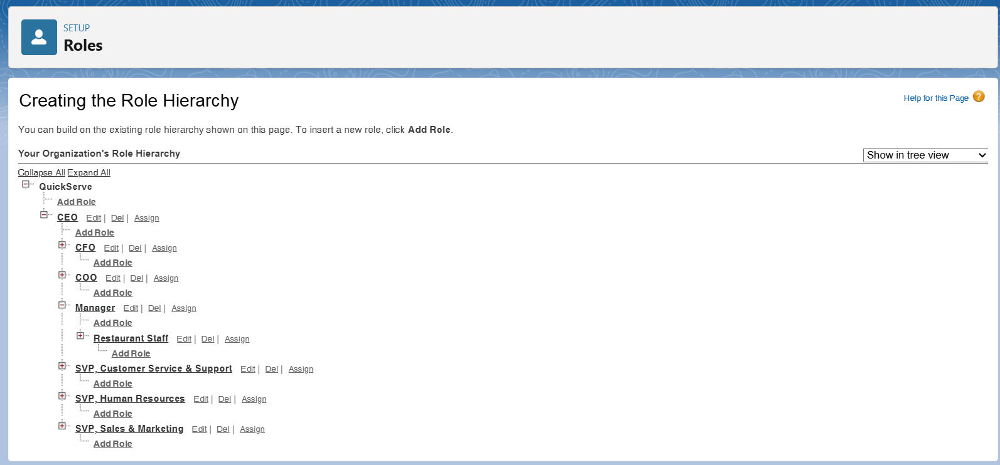 SETUP
Roles
Creating the Role Hierarchy
Help for this Page ?
You can build on the existing role hierarchy shown on this page. To insert a new role, click Add Role.
Your Organization's Role Hierarchy
Show in tree view
Collapse All Expand All
QuickServe
Add Role
CEO Edit | Del | Assign
Add Role
CFO Edit | Del | Assign
Add Role
COO Edit | Del | Assign
Add Role
Manager Edit | Del | Assign
Add Role
Restaurant Staff Edit | Del | Assign
Add Role
SVP, Customer Service & Support Edit | Del | Assign
Add Role
SVP, Human Resources Edit | Del | Assign
Add Role
SVP, Sales & Marketing Edit | Del | Assign
Add Role